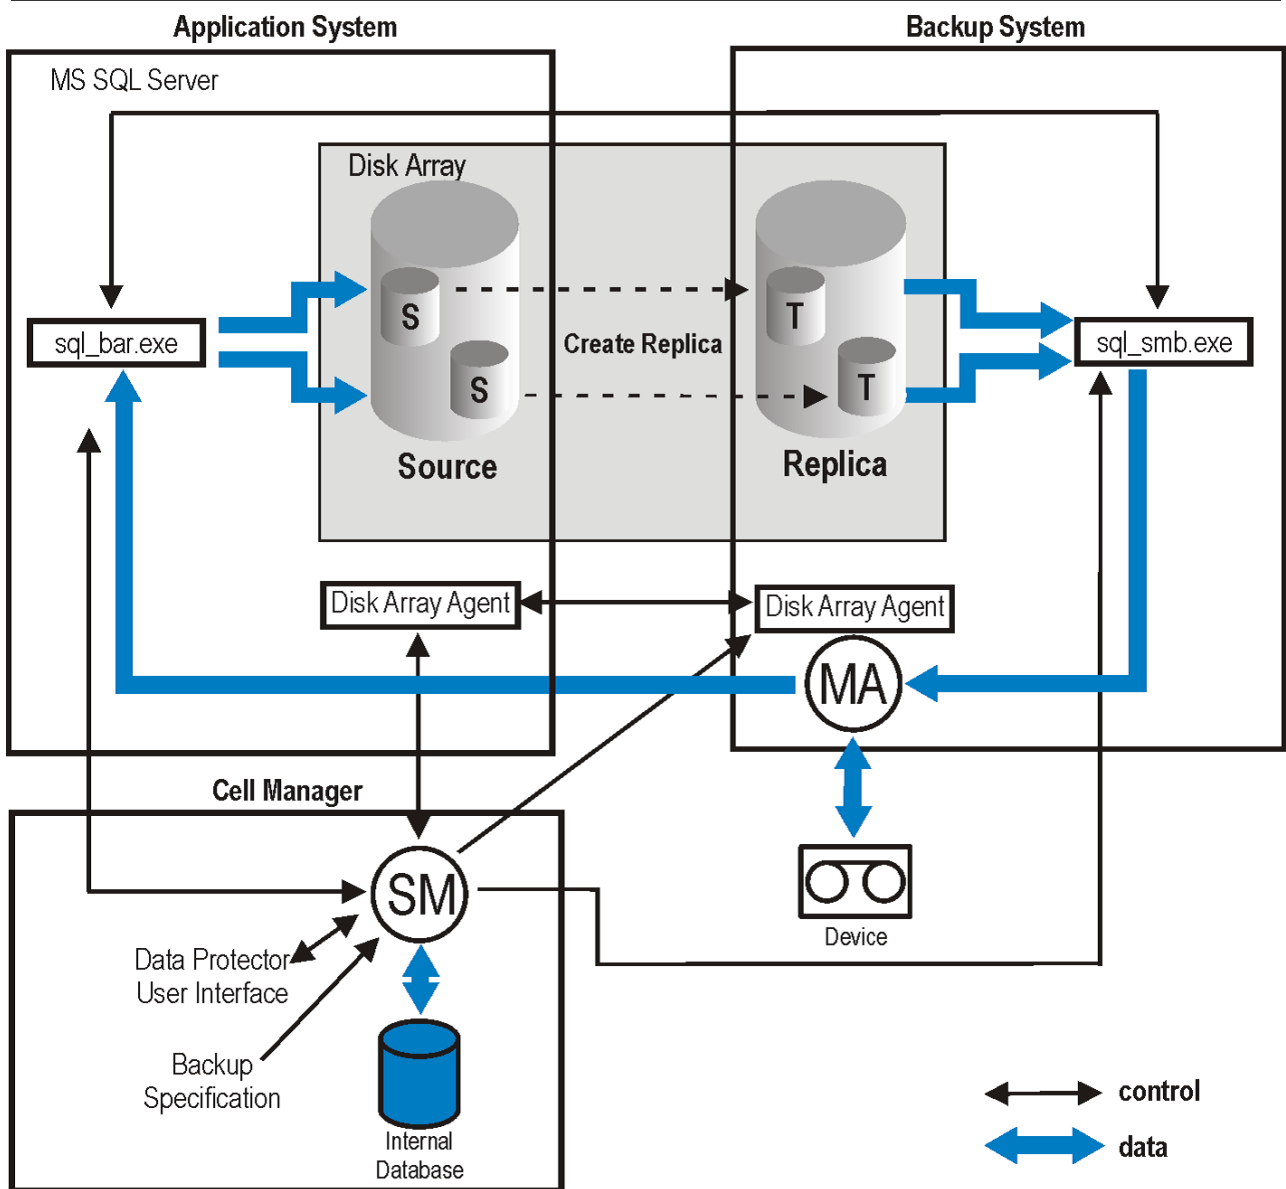 Application System
Backup System
MS SQL Server
Disk Array
S
T
sql_bar.exe
Create Replica
sql_smb.exe
S
T
Source
Replica
Disk Array Agent
Disk Array Agent
MA
Cell Manager
SM
Device
Data Protector
User Interface
Backup
Specification
control
Internal
Database
data